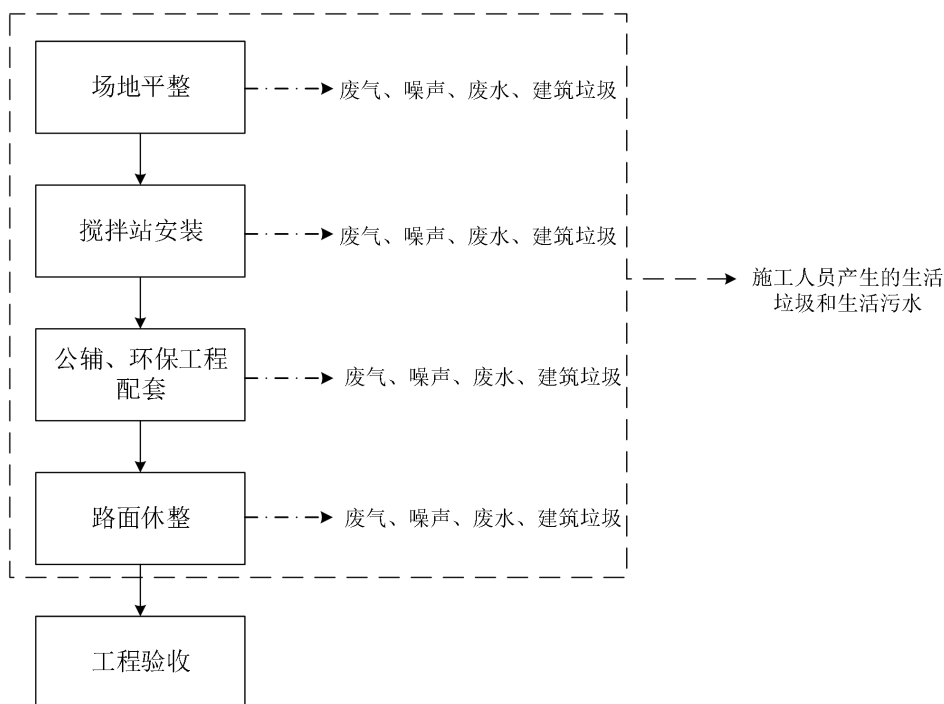 场地平整
废气、噪声、废水、建筑垃圾
搅拌站安装
废气、噪声、废水、建筑垃圾
施工人员产生的生活
垃圾和生活污水
公辅、环保工程
配套
废气、噪声、废水、建筑垃圾
路面休整
废气、噪声、废水、建筑垃圾
工程验收